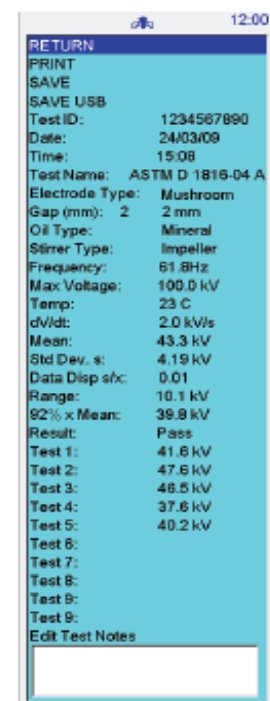 12:00
RETURN
PRINT
SAVE
SAVE USB
Test ID: 1234567890
Date: 24/03/09
Time: 15:08
Test Name: ASTM D 1816-04 A
Electrode Type: Mushroom
Gap (mm): 2 2 mm
Oil Type: Mineral
Stirrer Type: Impeller
Frequency: 61.8Hz
Max Voltage: 100.0 kV
Temp: 23 C
dV/dt: 2.0 kV/s
Mean: 43.3 kV
Std Dev. s: 4.19 kV
Data Disp s/x: 0.01
Range: 10.1 kV
92% x Mean: 39.8 kV
Result: Pass
Test 1: 41.6 kV
Test 2: 47.6 kV
Test 3: 46.5 kV
Test 4: 37.6 kV
Test 5: 40.2 kV
Test 6:
Test 7:
Test 8:
Test 9:
Test 9:
Edit Test Notes